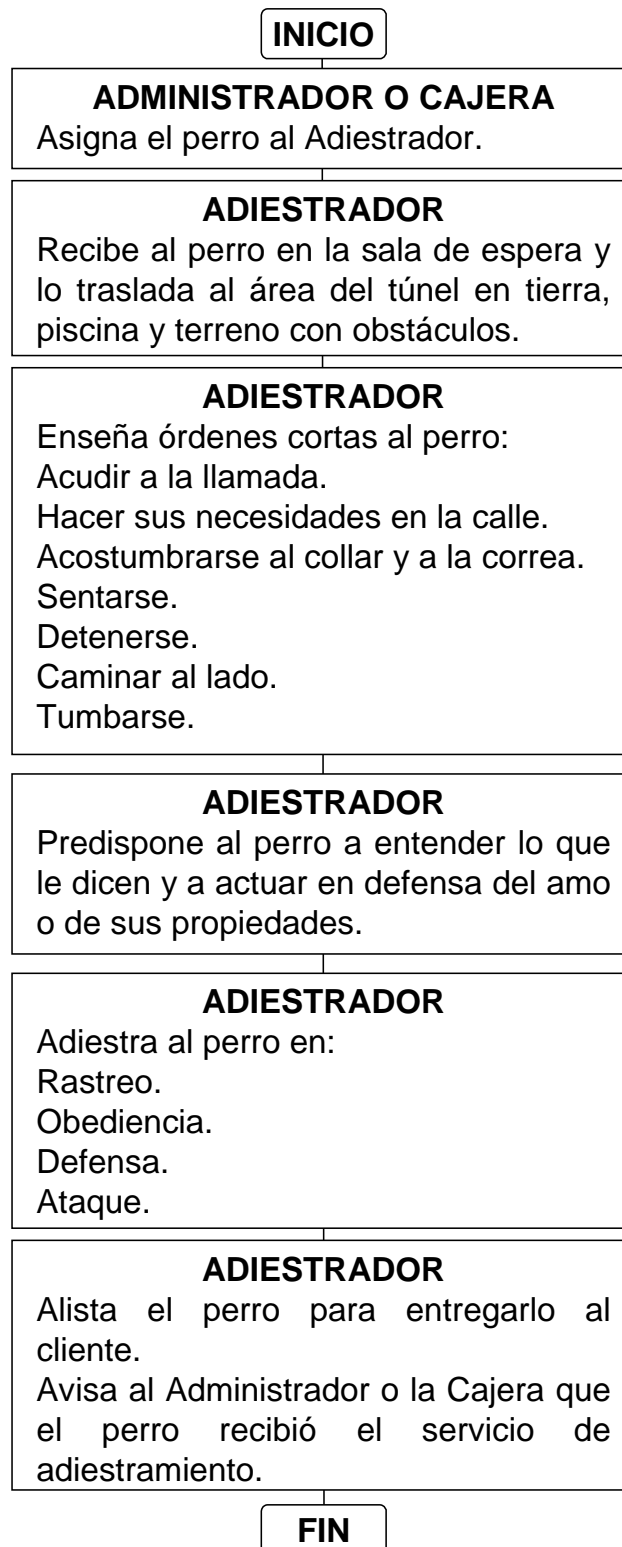 INICIO
ADMINISTRADOR O CAJERA
Asigna el perro al Adiestrador.
ADIESTRADOR
Recibe al perro en la sala de espera y
lo traslada al área del túnel en tierra,
piscina y terreno con obstáculos.
ADIESTRADOR
Enseña órdenes cortas al perro:
Acudir a la llamada.
Hacer sus necesidades en la calle.
Acostumbrarse al collar y a la correa.
Sentarse.
Detenerse.
Caminar al lado.
Tumbarse.
ADIESTRADOR
Predispone al perro a entender lo que
le dicen y a actuar en defensa del amo
o de sus propiedades.
ADIESTRADOR
Adiestra al perro en:
Rastreo.
Obediencia.
Defensa.
Ataque.
ADIESTRADOR
Alista el perro para entregarlo al
cliente.
Avisa al Administrador o la Cajera que
el perro recibió el servicio de
adiestramiento.
FIN